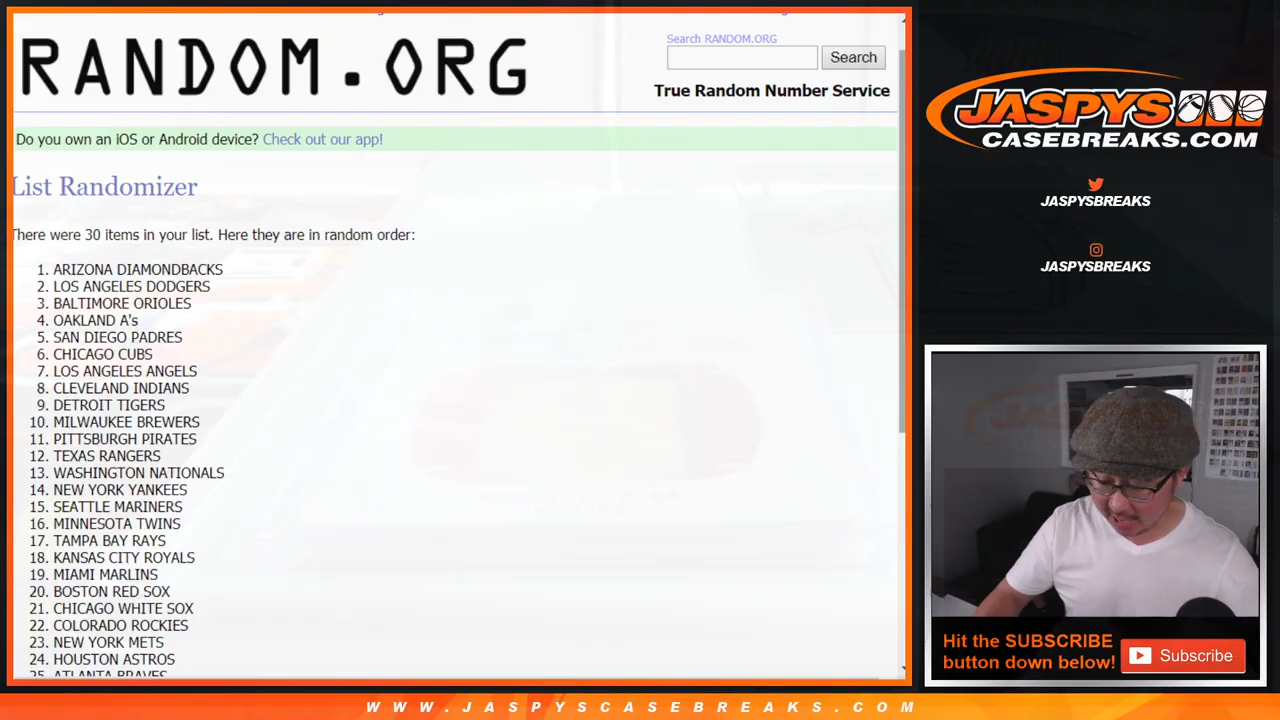 RANDOM.ORG
Search RANDOM.ORG
Search
True Random Number Service
Do you own an iOS or Android device? Check out our app!
List Randomizer
There were 30 items in your list. Here they are in random order:
1. ARIZONA DIAMONDBACKS
2. LOS ANGELES DODGERS
3. BALTIMORE ORIOLES
4. OAKLAND A's
5. SAN DIEGO PADRES
6. CHICAGO CUBS
7. LOS ANGELES ANGELS
8. CLEVELAND INDIANS
9. DETROIT TIGERS
10. MILWAUKEE BREWERS
11. PITTSBURGH PIRATES
12. TEXAS RANGERS
13. WASHINGTON NATIONALS
14. NEW YORK YANKEES
15. SEATTLE MARINERS
16. MINNESOTA TWINS
17. TAMPA BAY RAYS
18. KANSAS CITY ROYALS
19. MIAMI MARLINS
20. BOSTON RED SOX
21. CHICAGO WHITE SOX
22. COLORADO ROCKIES
23. NEW YORK METS
24. HOUSTON ASTROS
25. ATLANTA BRAVES
JASPYS
CASEBREAKS.COM
JASPYSBREAKS
JASPYSBREAKS
Hit the SUBSCRIBE
button down below!
Subscribe
WWW.JASPYSCASEBREAKS.COM